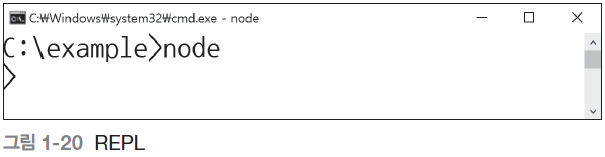 C:₩Windows₩system32₩cmd.exe - node
C:\example>node
>
그림 1-20 REPL